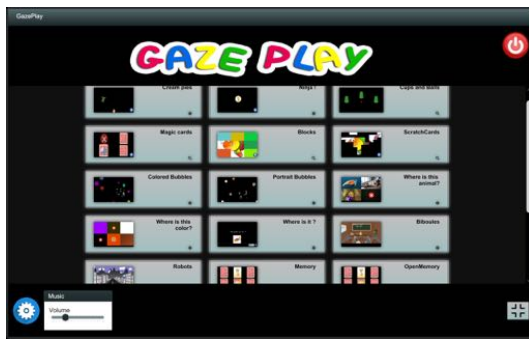 GazePlay
GAZE PLAY
Cream pies
Ninja !
Cups and Balls
Magic cards
Blocks
ScratchCards
Colored Bubbles
Portrait Bubbles
Where is this
animal?
Where is this
color?
Where is it ?
Biboules
Robots
Memory
OpenMemory
Music
Volume